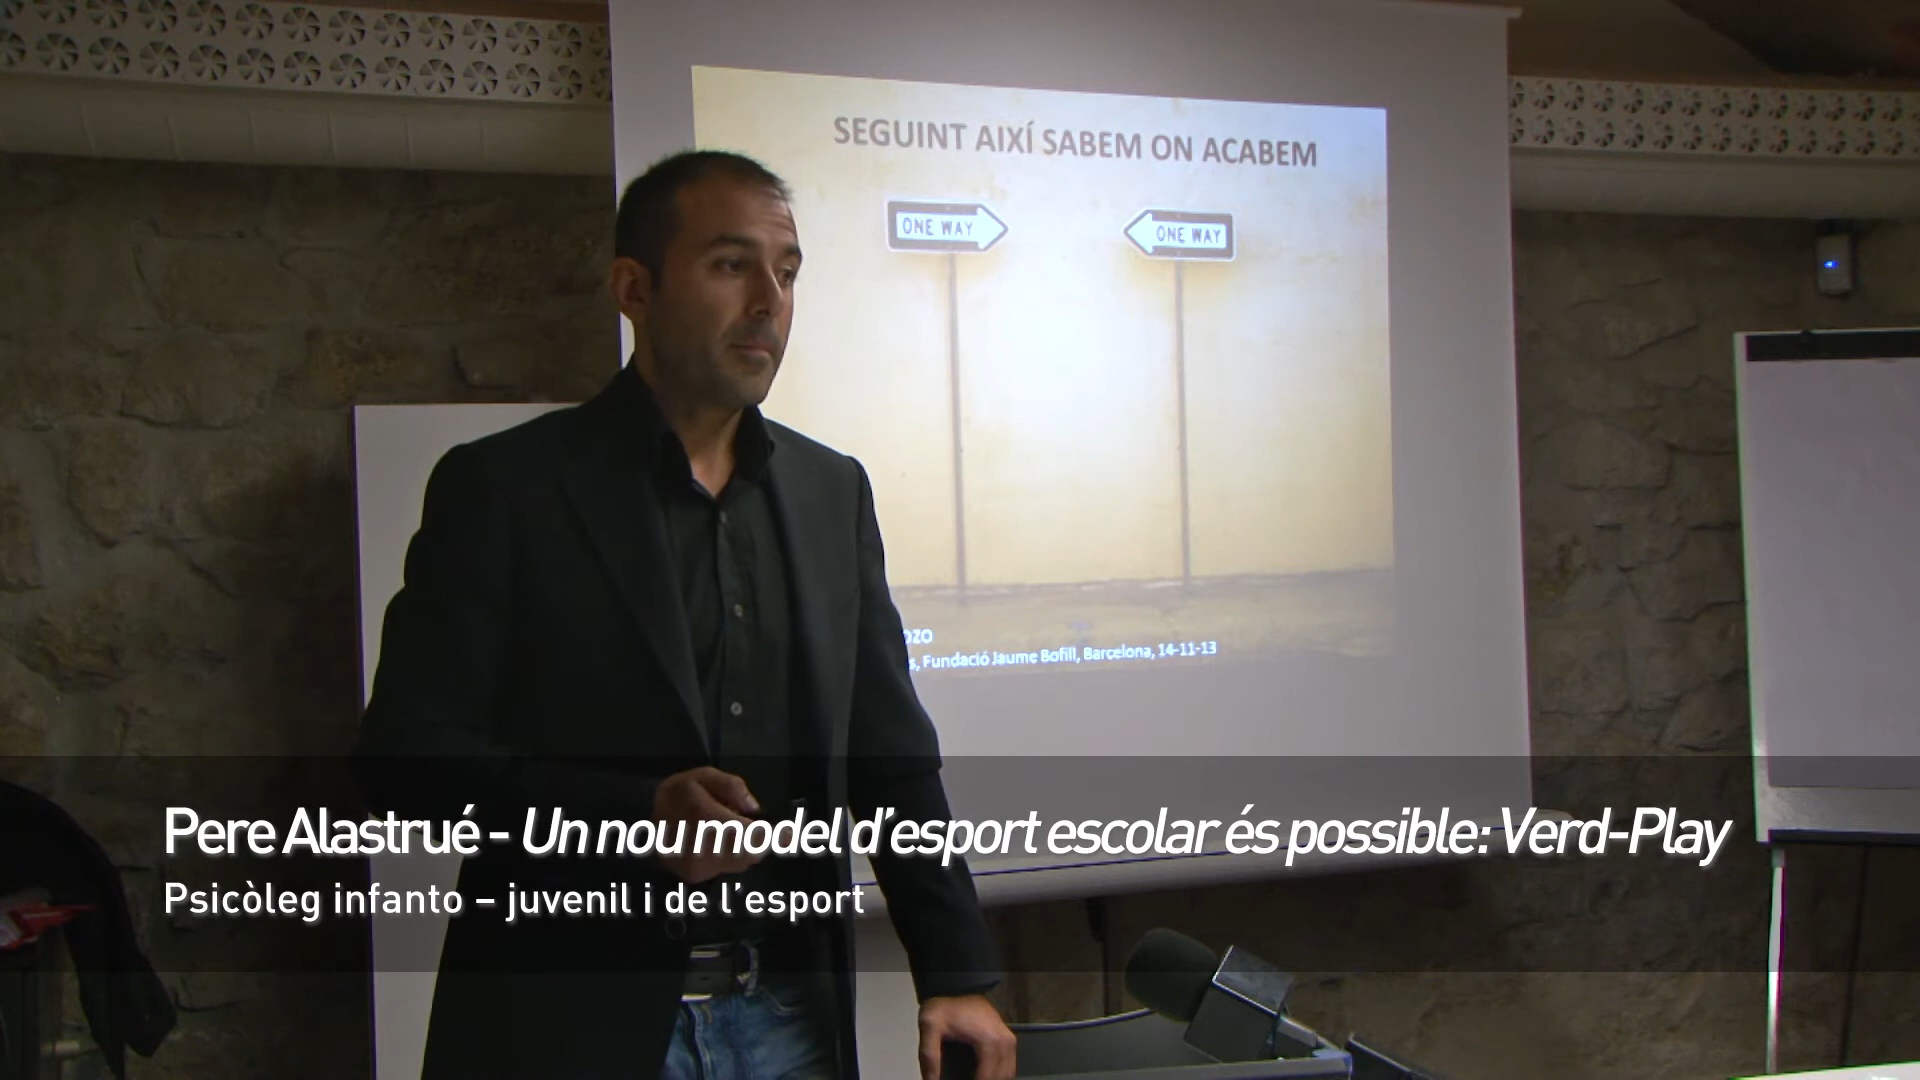 SEGUINT AIXÍ SABEM ON ACABEM
ONE WAY
ONE WAY
Fundació Jaume Bofill, Barcelona, 14-11-13
Pere Alastrué - Un nou model d'esport escolar és possible: Verd-Play
Psicòleg infanto – juvenil i de l'esport